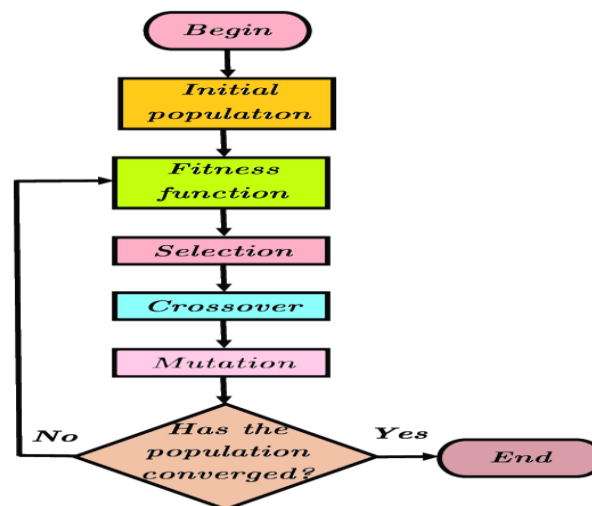 Begin
Initial
population
Fitness
function
Selection
Crossover
Mutation
Has the
population
converged?
No
Yes
End